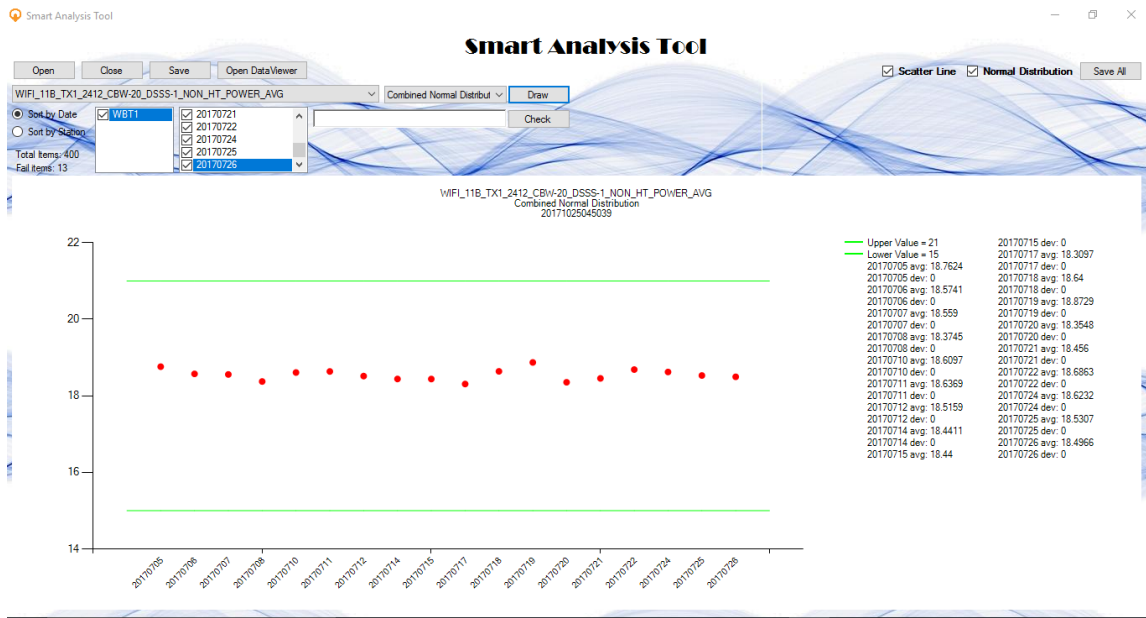 Smart Analysis Tool
Smart Analysis Tool
Open Close Save Open DataViewer
Scatter Line Normal Distribution Save All
WIFI_11B_TX1_2412_CBW-20_DSSS-1_NON_HT_POWER_AVG Combined Normal Distribut Draw
Sort by Date WBT1 20170721
Check
20170722
Sort by Station 20170724
20170725
Total Items: 400 20170726
Fail items: 13
WIFI_11B_TX1_2412_CBW-20_DSSS-1_NON_HT_POWER_AVG
Combined Normal Distribution
20171025045039
22
20
18
16
14
20170705 20170706 20170707 20170708 20170710 20170711 20170712 20170714 20170715 20170717 20170718 20170719 20170720 20170721 20170722 20170724 20170725 20170726
Upper Value = 21
Lower Value = 15
20170705 avg: 18.7624
20170705 dev: 0
20170706 avg: 18.5741
20170706 dev: 0
20170707 avg: 18.559
20170707 dev: 0
20170708 avg: 18.3745
20170708 dev: 0
20170710 avg: 18.6097
20170710 dev: 0
20170711 avg: 18.6369
20170711 dev: 0
20170712 avg: 18.5159
20170712 dev: 0
20170714 avg: 18.4411
20170714 dev: 0
20170715 avg: 18.44
20170715 dev: 0
20170717 avg: 18.3097
20170717 dev: 0
20170718 avg: 18.64
20170718 dev: 0
20170719 avg: 18.8729
20170719 dev: 0
20170720 avg: 18.3548
20170720 dev: 0
20170721 avg: 18.456
20170721 dev: 0
20170722 avg: 18.6863
20170722 dev: 0
20170724 avg: 18.6232
20170724 dev: 0
20170725 avg: 18.5307
20170725 dev: 0
20170726 avg: 18.4966
20170726 dev: 0